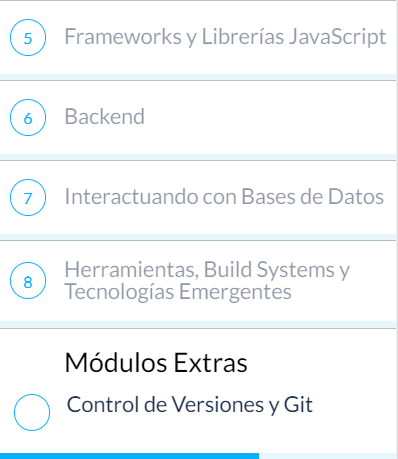 5 Frameworks y Librerías JavaScript
6 Backend
7 Interactuando con Bases de Datos
8 Herramientas, Build Systems y
Tecnologías Emergentes
Módulos Extras
Control de Versiones y Git